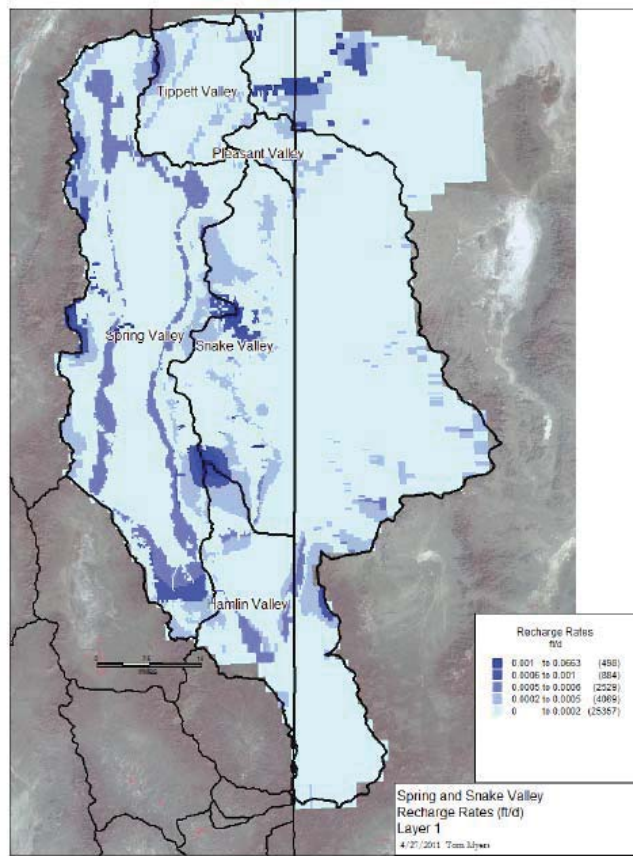 Tippett Valley
Pleasant Valley
Spring Valley
Snake Valley
Hamlin Valley
Recharge Rates
ft/d
0.001 to 0.0663 (498)
0.0006 to 0.001 (884)
0.0005 to 0.0006 (2529)
0.0002 to 0.0005 (4069)
0 to 0.0002 (25357)
Spring and Snake Valley
Recharge Rates (ft/d)
Layer 1
4/27/2011 Tom Myers